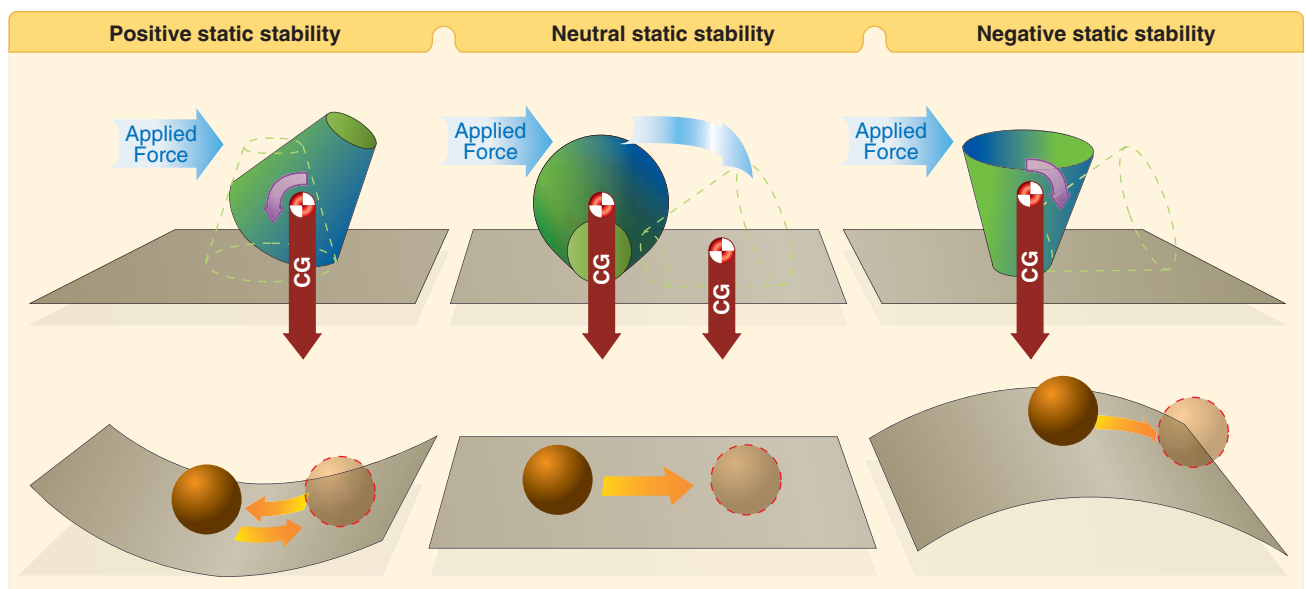 Positive static stability
Neutral static stability
Negative static stability
Applied
Force
Applied
Force
Applied
Force
CG
CG
CG
CG